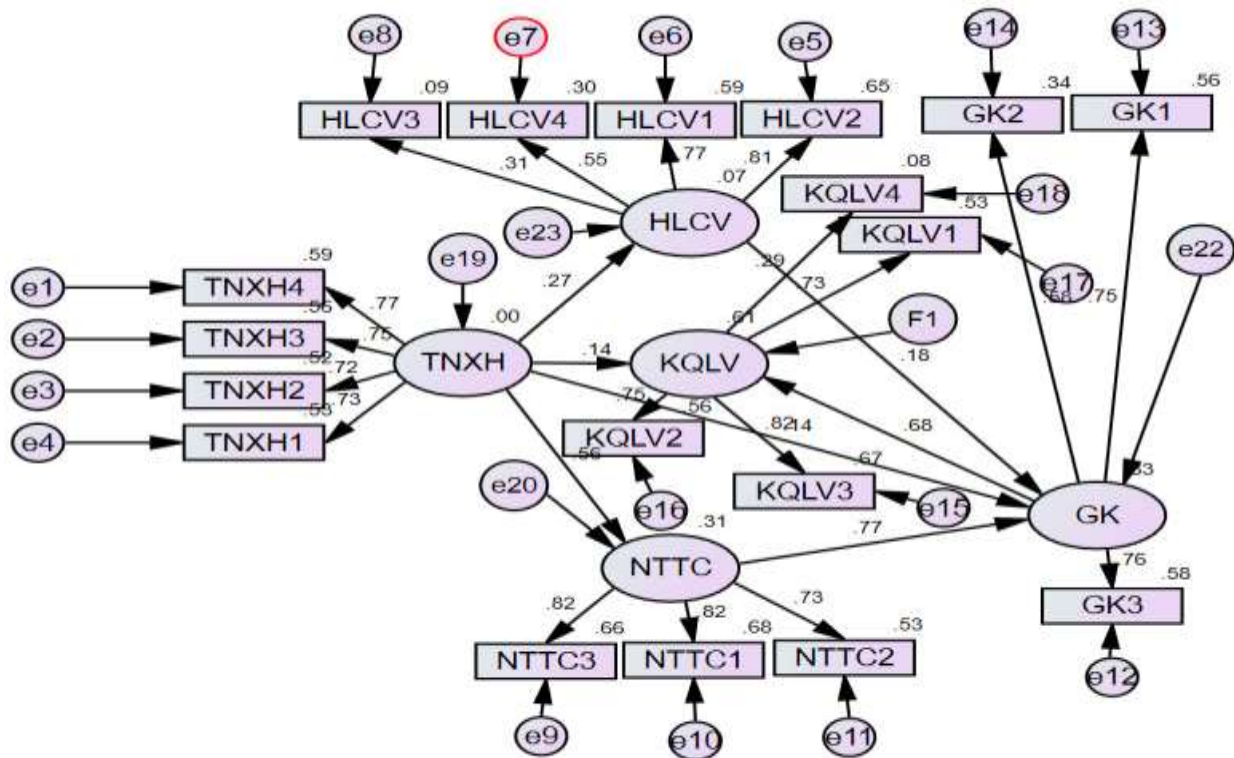 e8
e7
e6
e5
e14
e13
.09
.30
.59
.65
.34
.56
HLCV3
HLCV4
HLCV1
HLCV2
GK2
GK1
.31
.55
.77
.81
.07
.08
HLCV
KQLV4
e18
.53
KQLV1
e23
e19
e17
e22
.59
e1
TNXH4
.77
.27
.29
.73
.56
e2
TNXH3
.75
.00
TNXH
.14
.61
KQLV
F1
.18
.66
.75
.52
e3
TNXH2
.72
.53
e4
TNXH1
.73
.75
.56
KQLV2
.82
.14
.68
.56
.67
e20
e16
KQLV3
e15
GK
.31
NTTC
.77
.76
.58
GK3
e12
.82
.82
.73
.66
.68
.53
NTTC3
NTTC1
NTTC2
e9
e10
e11